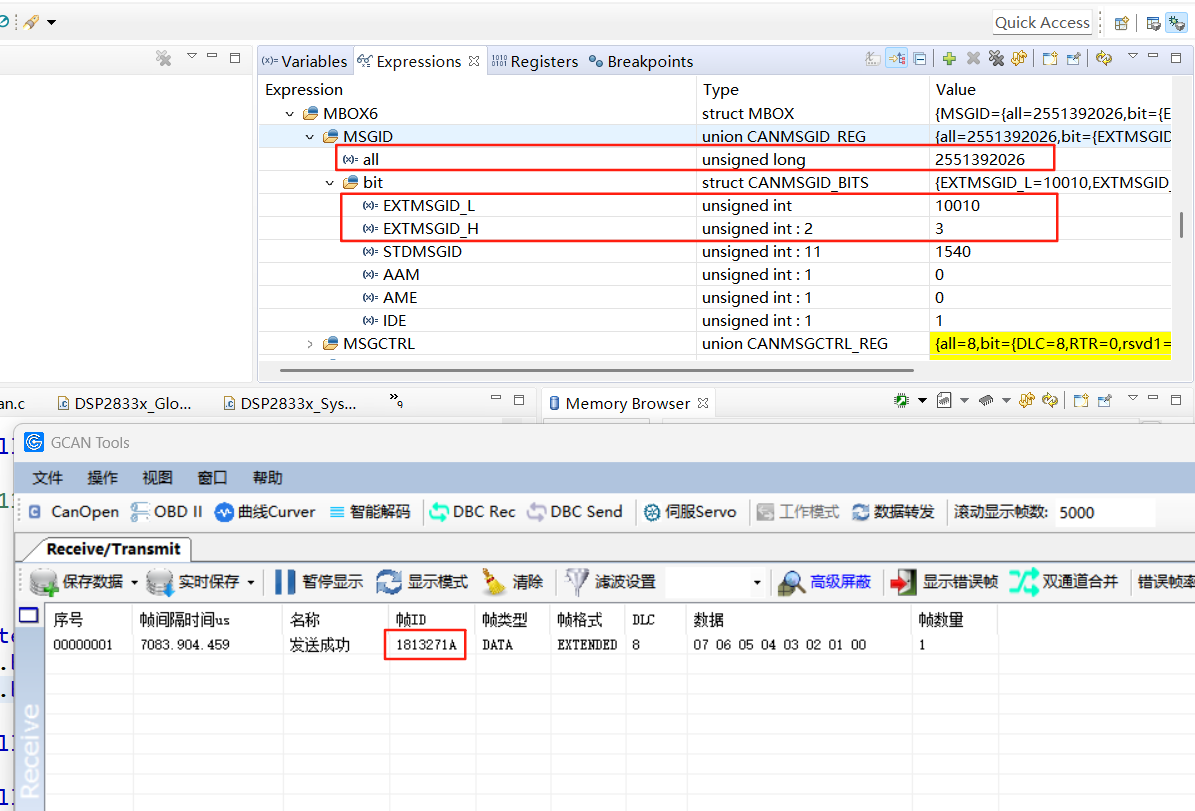 Quick Access
(x)= Variables Expressions Registers Breakpoints
Expression Type Value
MBOX6 struct MBOX {MSGID={all=2551392026,bit={E
MSGID union CANMSGID_REG {all=2551392026,bit={EXTMSGID
(x)= all unsigned long 2551392026
bit struct CANMSGID_BITS {EXTMSGID_L=10010,EXTMSGID_
(x)= EXTMSGID_L unsigned int 10010
(x)= EXTMSGID_H unsigned int : 2 3
(x)= STDMSGID unsigned int : 11 1540
(x)= AAM unsigned int : 1 0
(x)= AME unsigned int : 1 0
(x)= IDE unsigned int : 1 1
MSGCTRL union CANMSGCTRL_REG {all=8,bit={DLC=8,RTR=0,rsvd1=
an.c DSP2833x_Glo... DSP2833x_Sys... »9 Memory Browser
GCAN Tools
文件 操作 视图 窗口 帮助
CanOpen OBD II 曲线Curver 智能解码 DBC Rec DBC Send 伺服Servo 工作模式 数据转发 滚动显示帧数: 5000
Receive/Transmit
保存数据 实时保存 暂停显示 显示模式 清除 滤波设置 高级屏蔽 显示错误帧 双通道合并 错误帧率
序号 帧间隔时间us 名称 帧ID 帧类型 帧格式 DLC 数据 帧数量
00000001 7083.904.459 发送成功 1813271A DATA EXTENDED 8 07 06 05 04 03 02 01 00 1
Receive